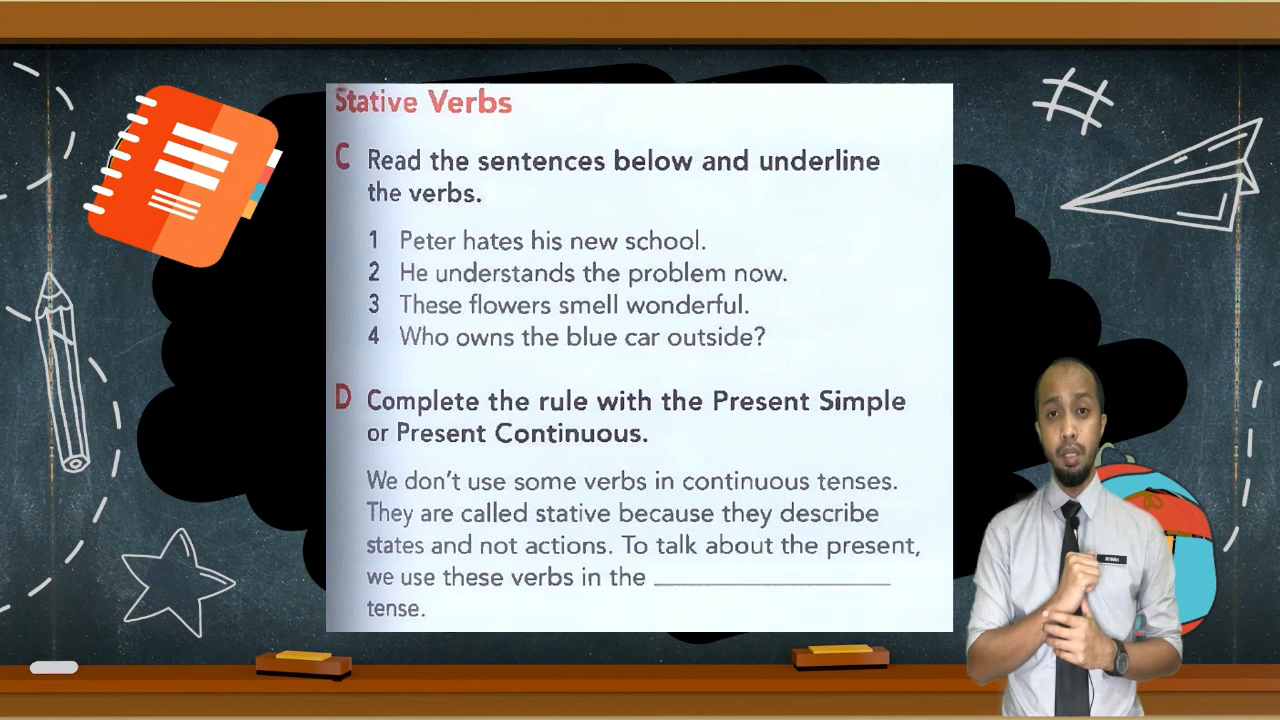 Stative Verbs
C Read the sentences below and underline
the verbs.
1 Peter hates his new school.
2 He understands the problem now.
3 These flowers smell wonderful.
4 Who owns the blue car outside?
D Complete the rule with the Present Simple
or Present Continuous.
We don't use some verbs in continuous tenses.
They are called stative because they describe
states and not actions. To talk about the present,
we use these verbs in the ____________________
tense.